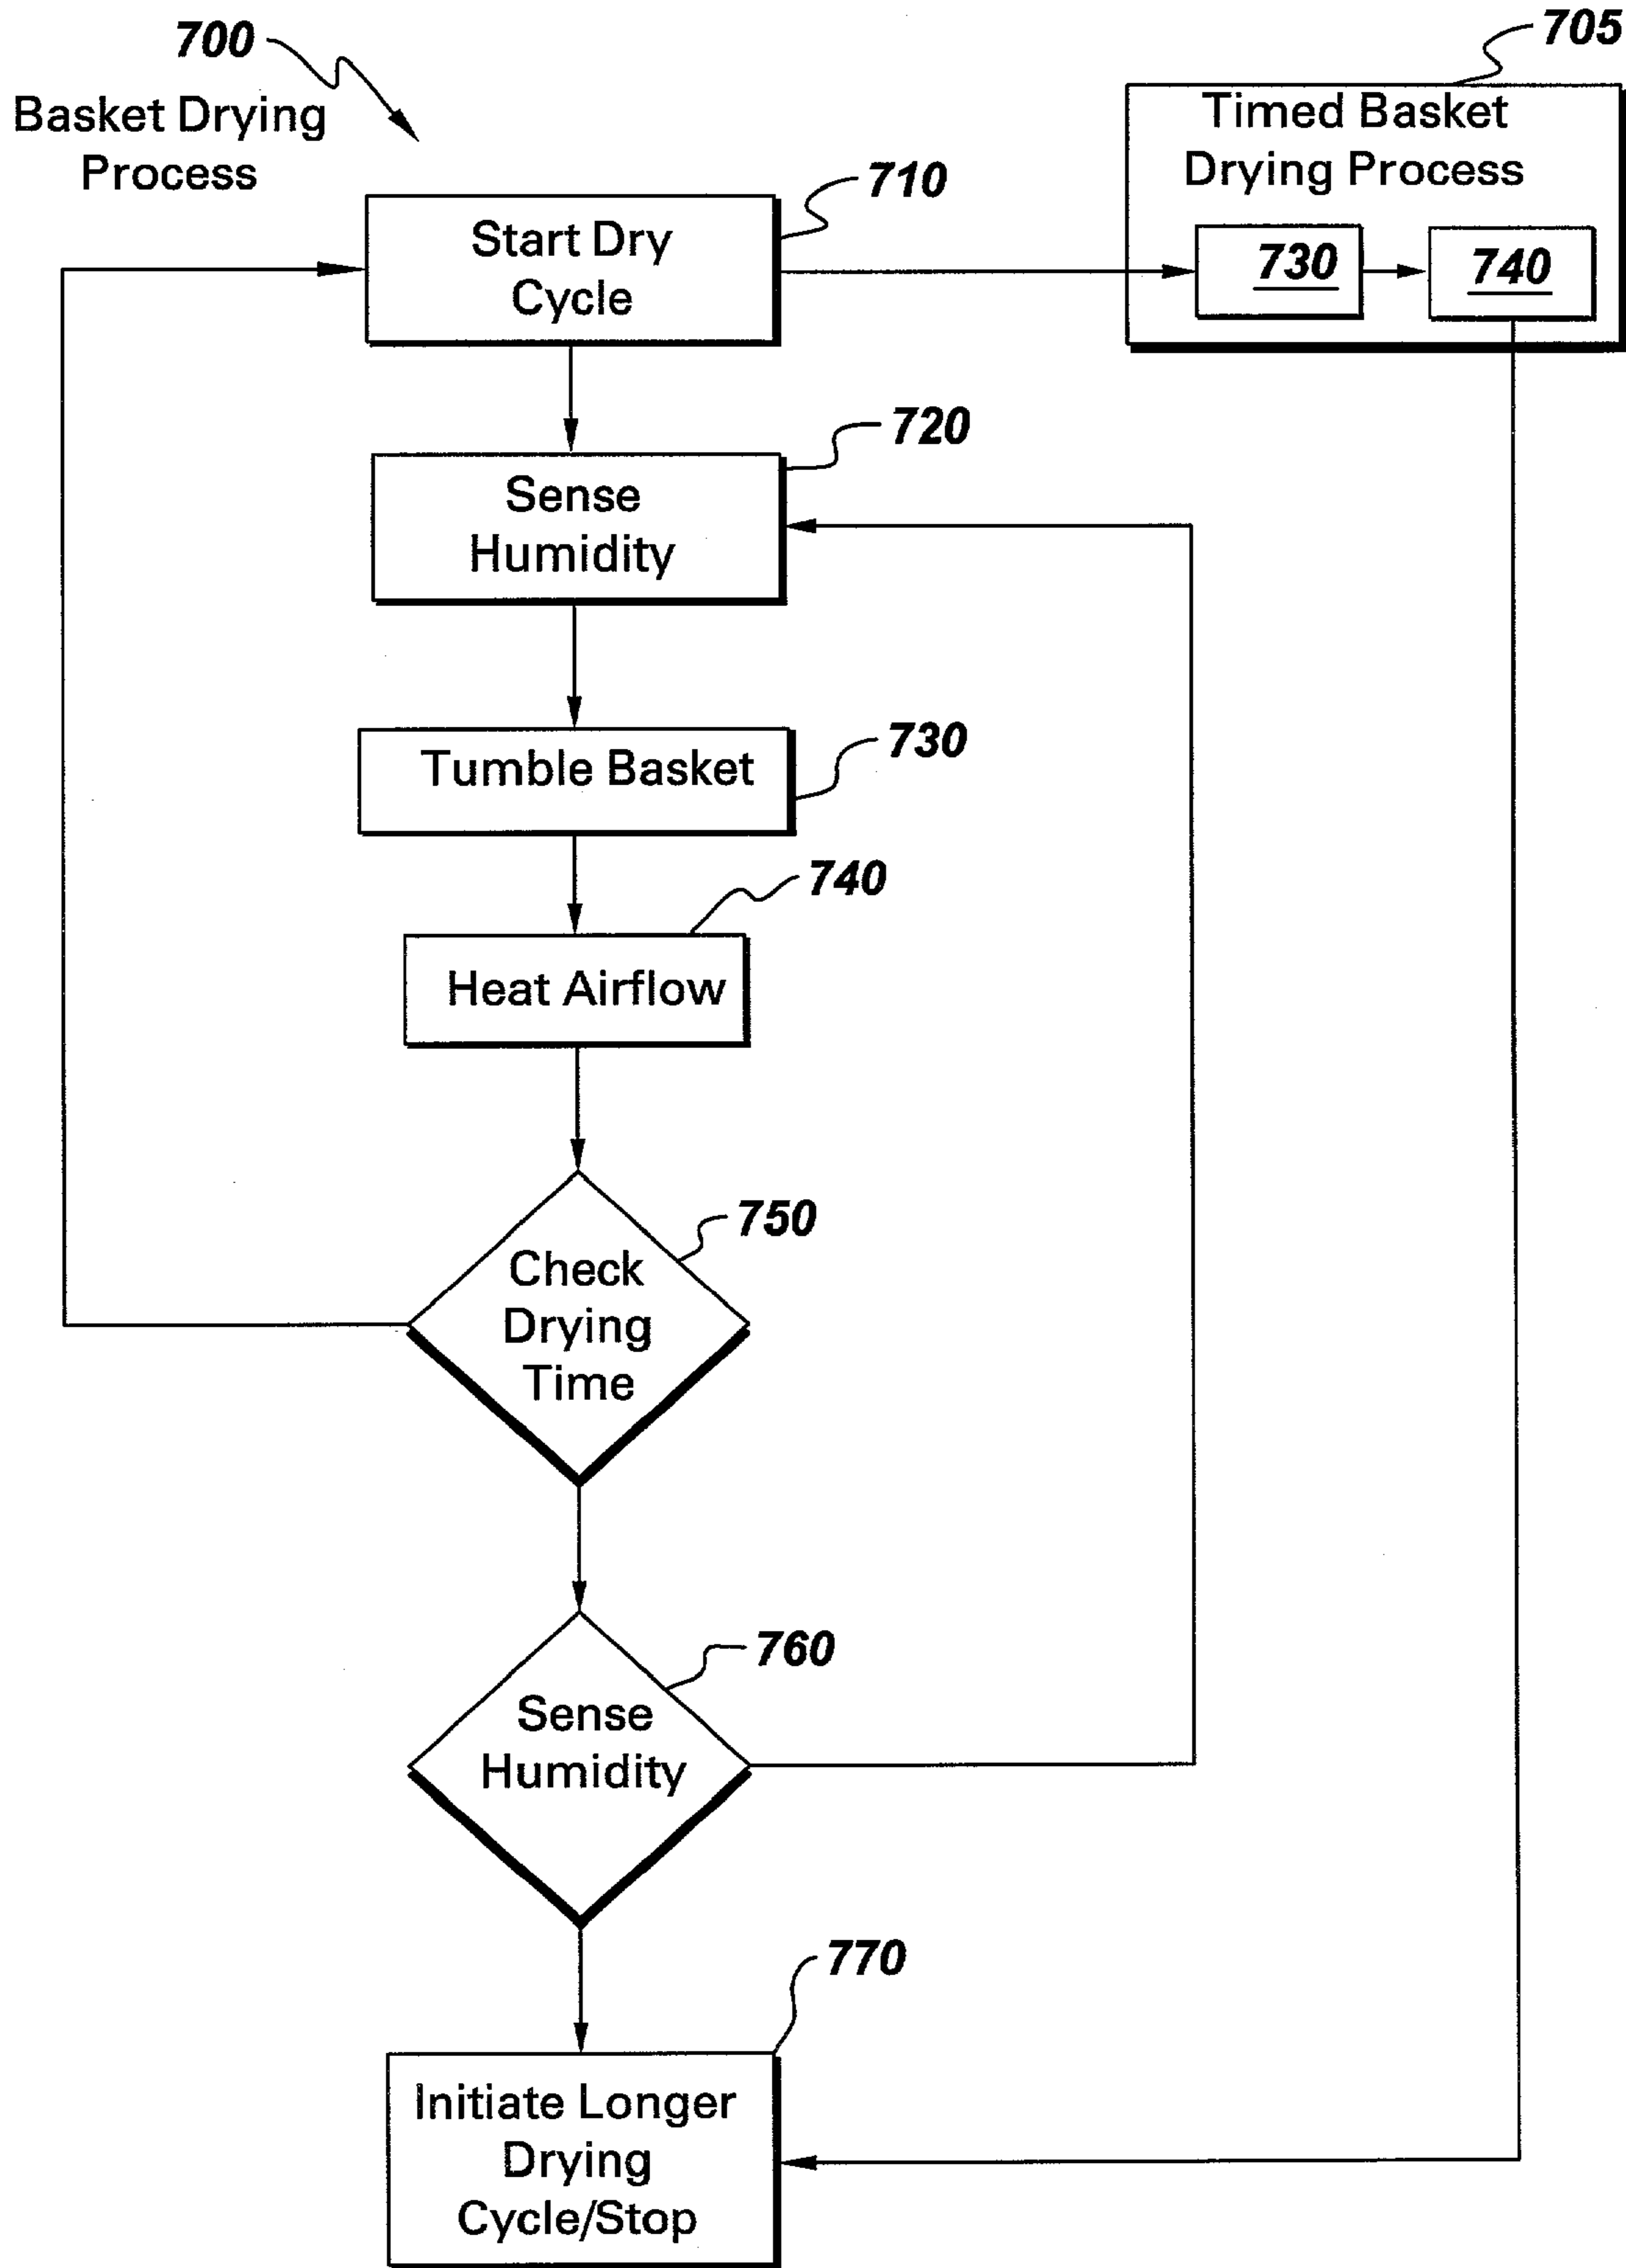 700
Basket Drying
Process
705
Timed Basket
Drying Process
730
740
710
Start Dry
Cycle
720
Sense
Humidity
730
Tumble Basket
740
Heat Airflow
750
Check
Drying
Time
760
Sense
Humidity
770
Initiate Longer
Drying
Cycle/Stop